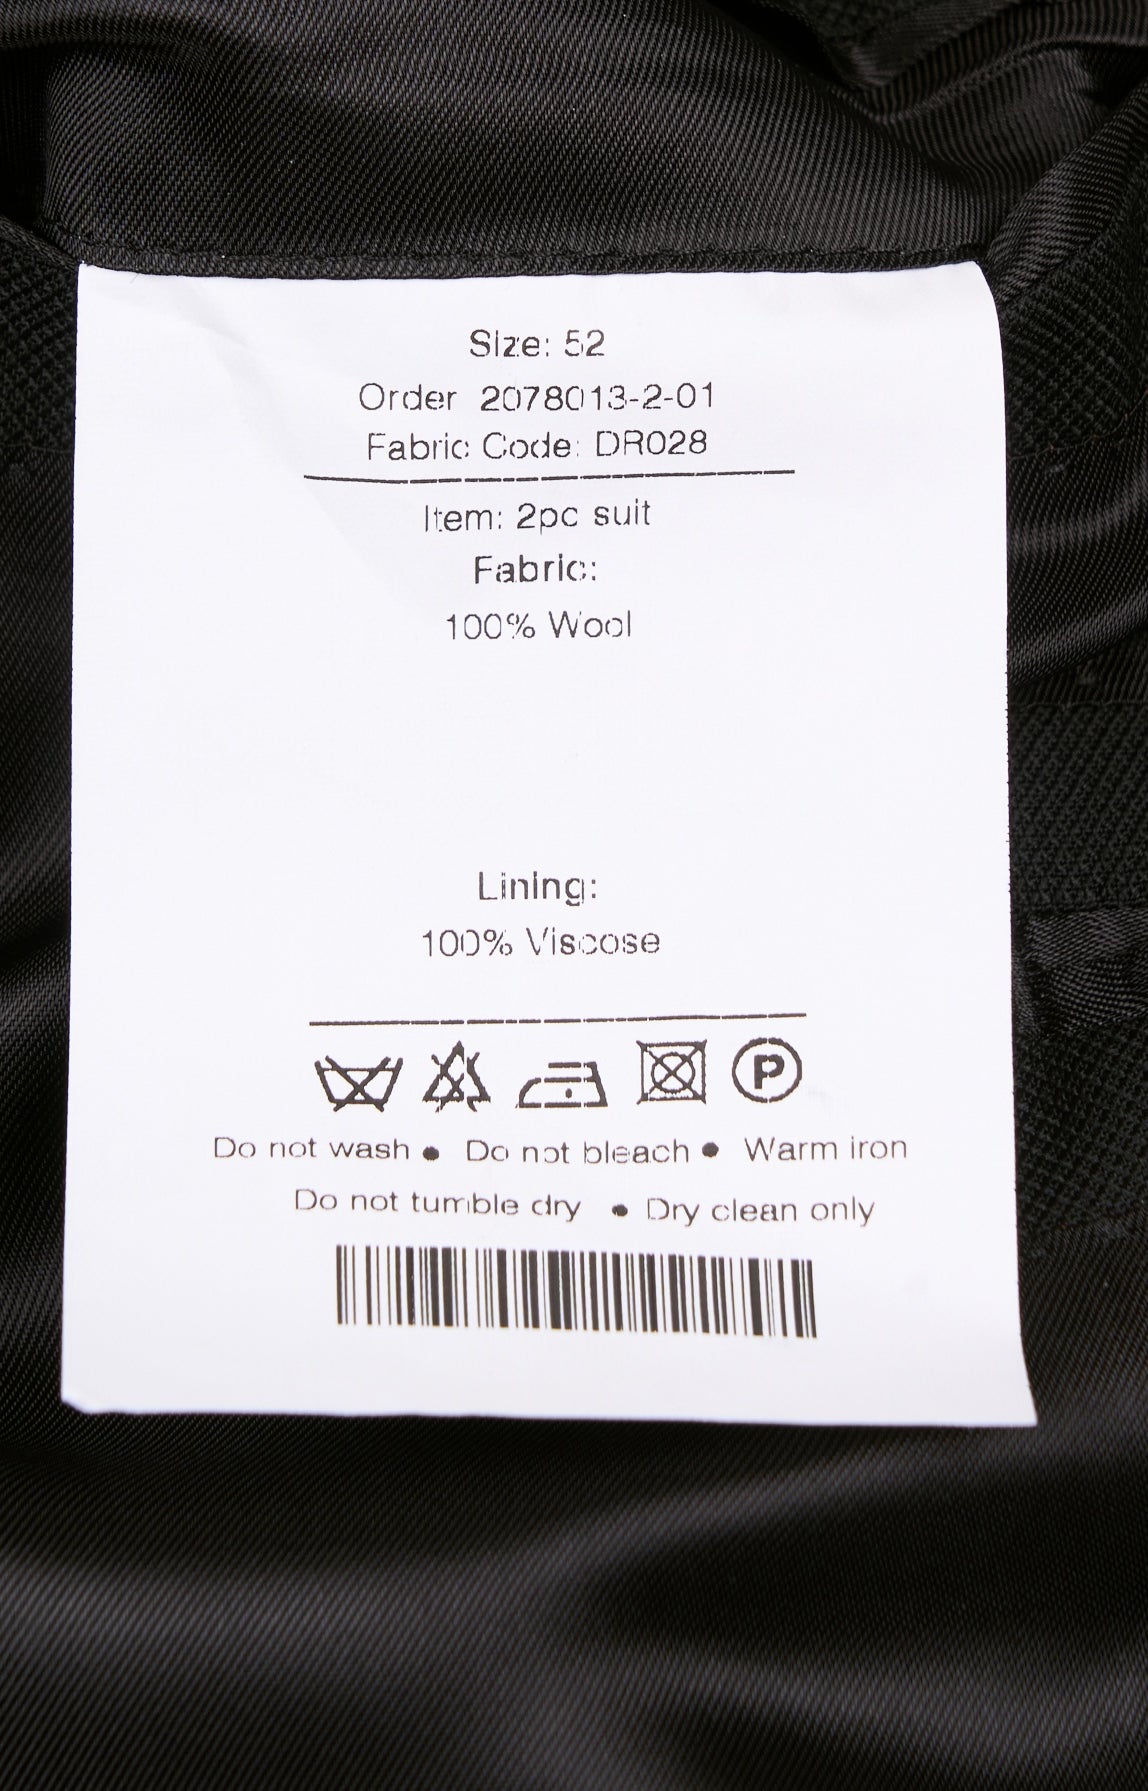 Size: 52
Order 2078013-2-01
Fabric Code: DR028
Item: 2pc suit
Fabric:
100% Wool
Lining:
100% Viscose
P
Do not wash • Do not bleach • Warm iron
Do not tumble dry • Dry clean only